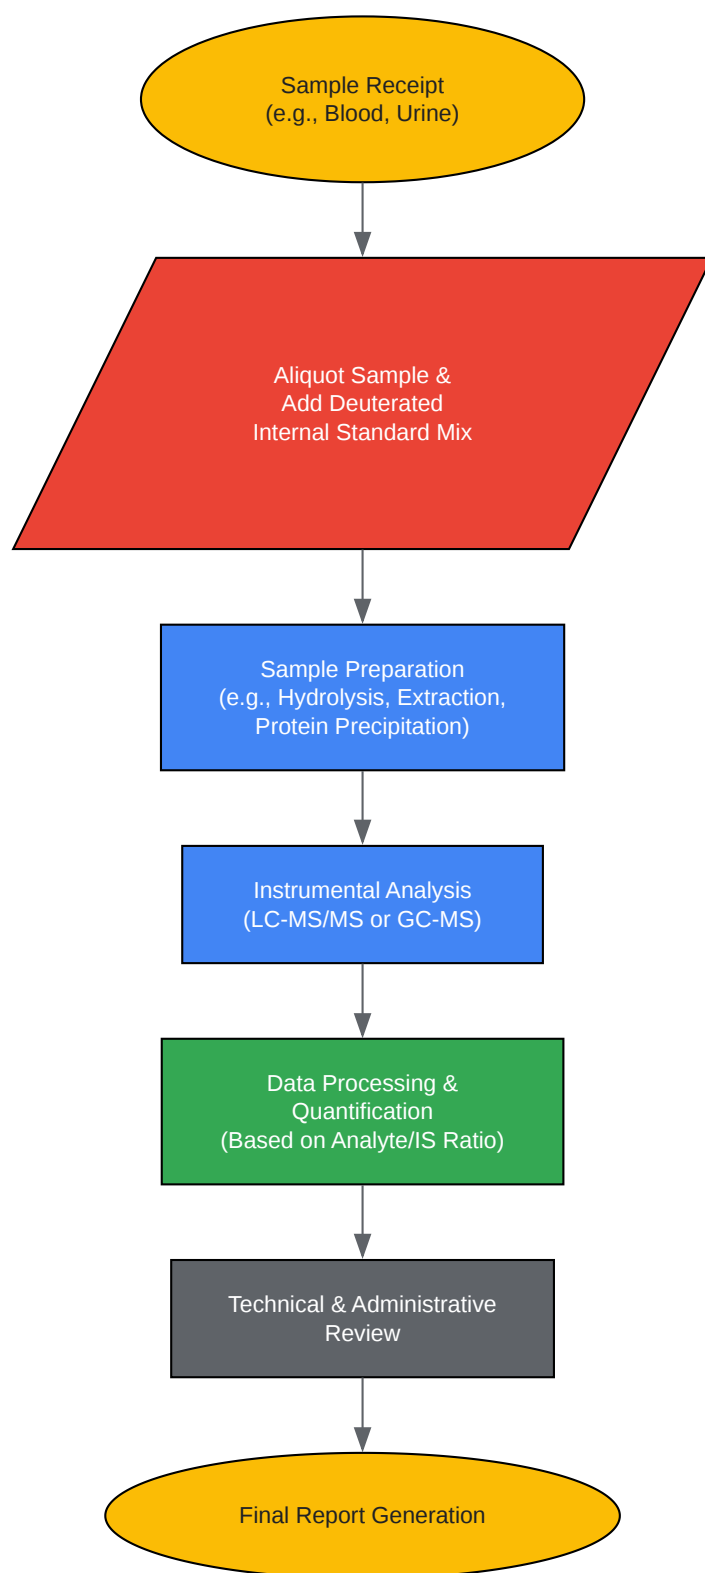 Sample Receipt
(e.g., Blood, Urine)
Aliquot Sample &
Add Deuterated
Internal Standard Mix
Sample Preparation
(e.g., Hydrolysis, Extraction,
Protein Precipitation)
Instrumental Analysis
(LC-MS/MS or GC-MS)
Data Processing &
Quantification
(Based on Analyte/IS Ratio)
Technical & Administrative
Review
Final Report Generation